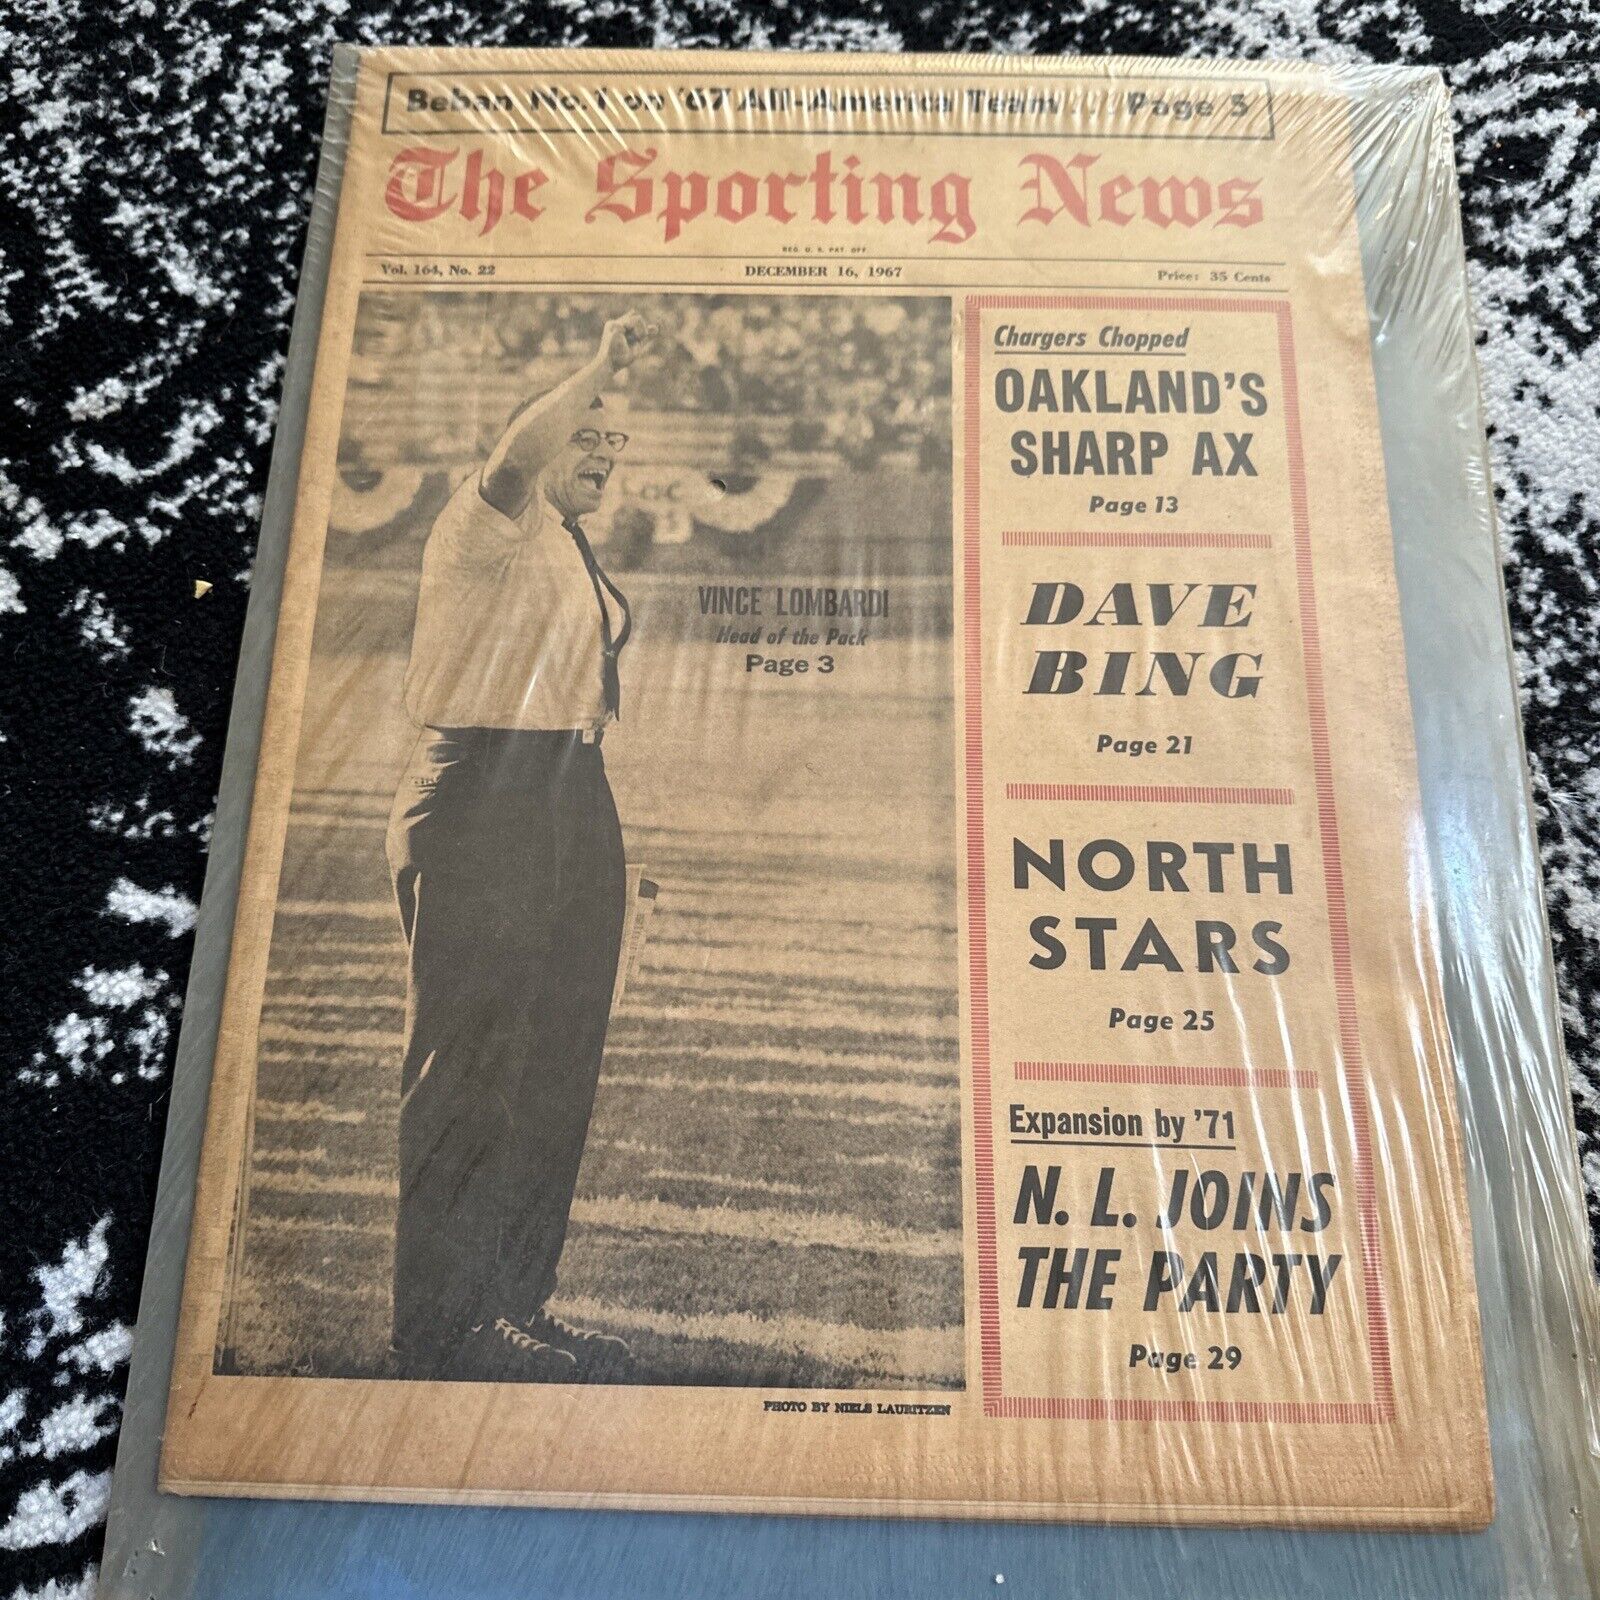 Beban No. 1 on '67 All-America Team . . . Page 5
The Sporting News
REG. U. S. PAT. OFF.
Vol. 164, No. 22
DECEMBER 16, 1967
Price: 35 Cents
VINCE LOMBARDI
Head of the Pack
Page 3
PHOTO BY NIELS LAURITZEN
Chargers Chopped
OAKLAND'S
SHARP AX
Page 13
DAVE
BING
Page 21
NORTH
STARS
Page 25
Expansion by '71
N. L. JOINS
THE PARTY
Page 29